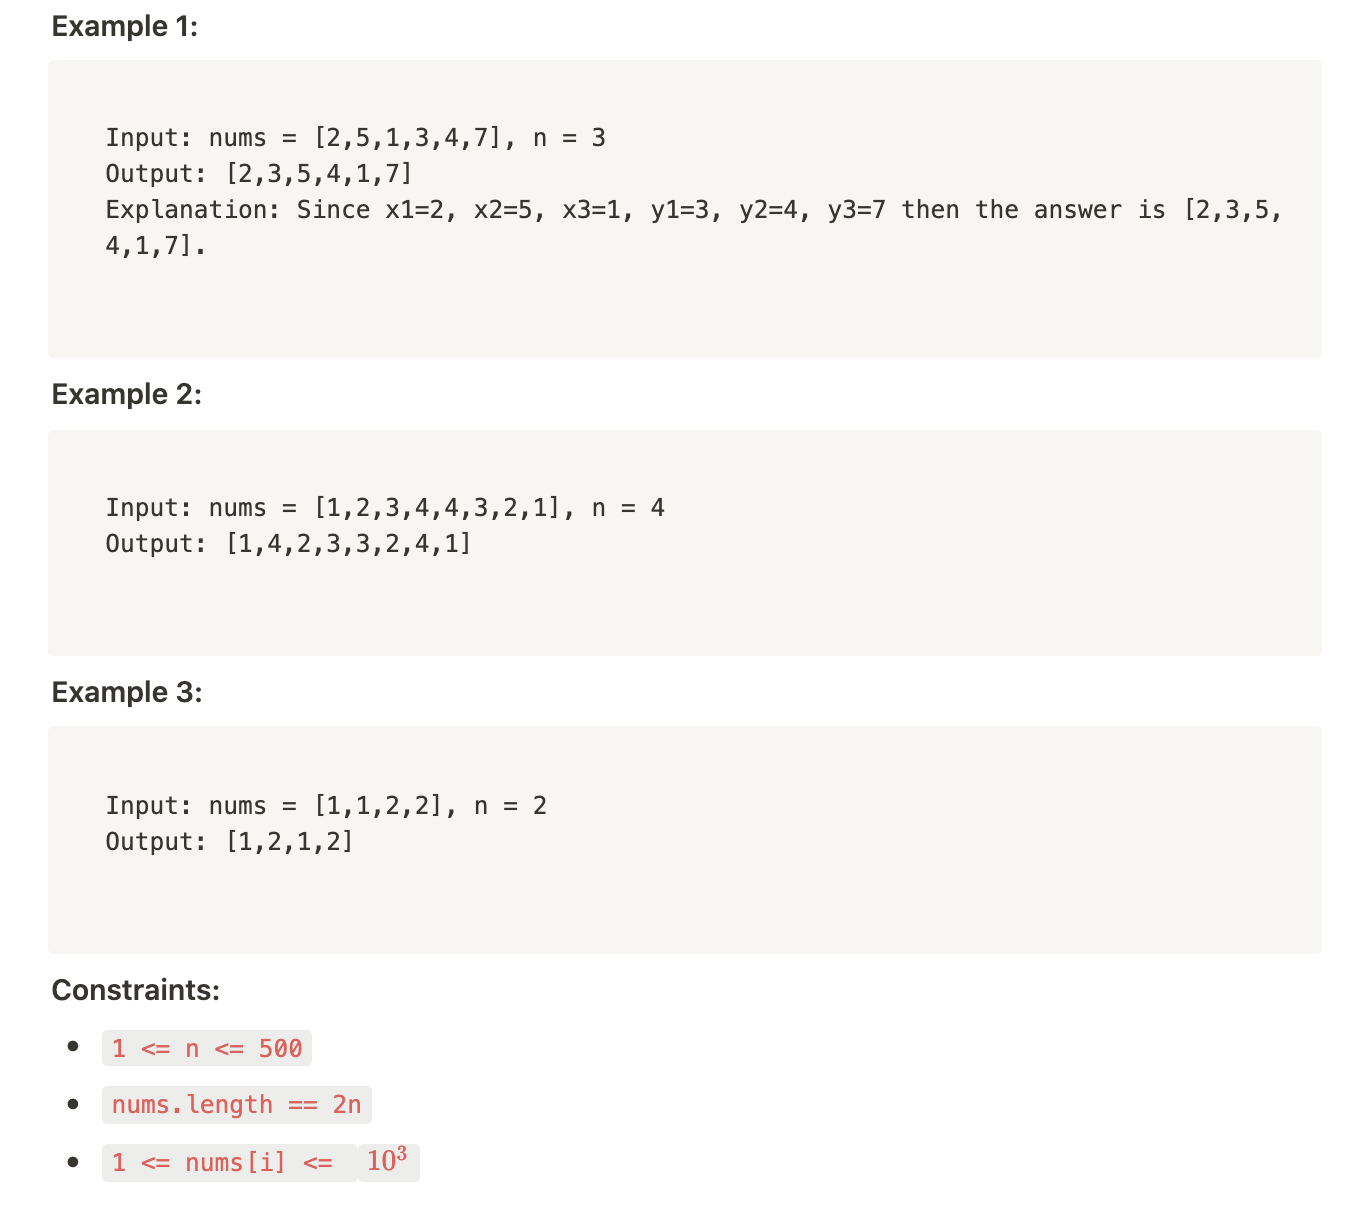 Example 1:
Input: nums = [2,5,1,3,4,7], n = 3
Output: [2,3,5,4,1,7]
Explanation: Since x1=2, x2=5, x3=1, y1=3, y2=4, y3=7 then the answer is [2,3,5,
4,1,7].
Example 2:
Input: nums = [1,2,3,4,4,3,2,1], n = 4
Output: [1,4,2,3,3,2,4,1]
Example 3:
Input: nums = [1,1,2,2], n = 2
Output: [1,2,1,2]
Constraints:
• 1 <= n <= 500
• nums.length == 2n
• 1 <= nums[i] <= 10³